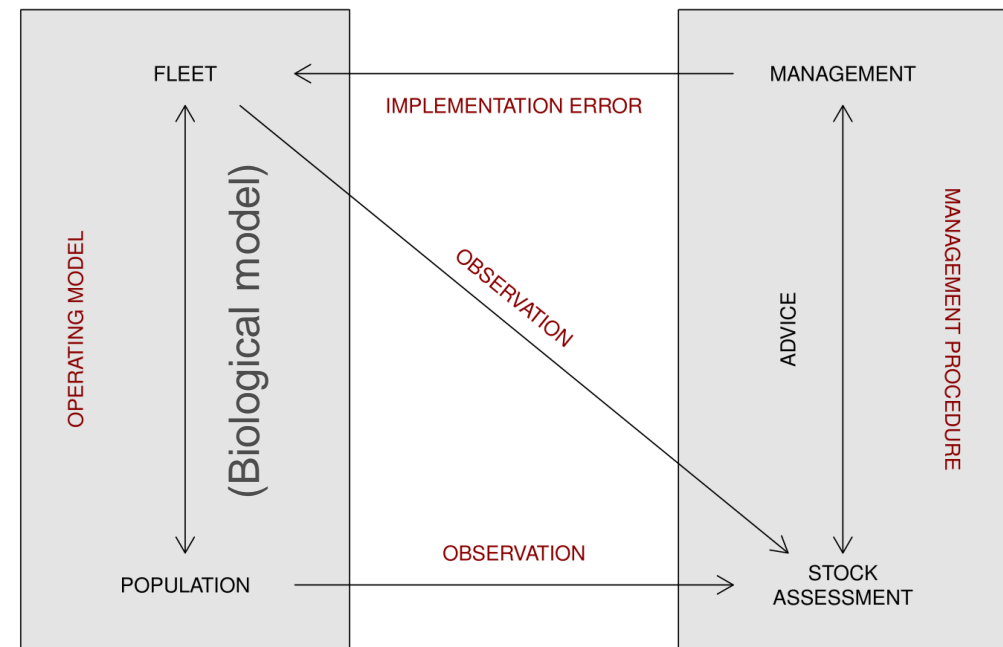 FLEET
MANAGEMENT
IMPLEMENTATION ERROR
OPERATING MODEL
(Biological model)
OBSERVATION
ADVICE
MANAGEMENT PROCEDURE
OBSERVATION
POPULATION
STOCK
ASSESSMENT